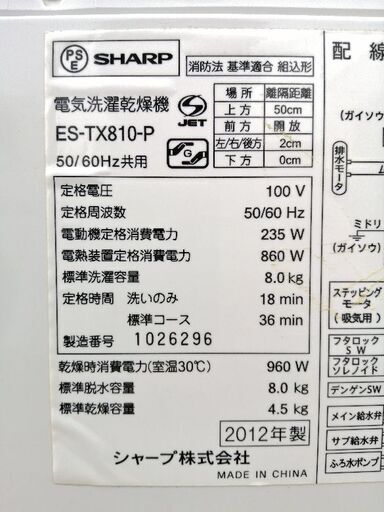 PSE SHARP
消防法 基準適合 組込形
電気洗濯乾燥機
ES-TX810-P
50/60Hz共用
JET
G
場所 離隔距離
上方 50cm
前方 開放
左/右/後方 2cm
下方 0cm
定格電圧 100 V
定格周波数 50/60 Hz
電動機定格消費電力 235 W
電熱装置定格消費電力 860 W
標準洗濯容量 8.0kg
定格時間 洗いのみ 18 min
標準コース 36 min
製造番号 1026296
乾燥時消費電力(室温30℃) 960 W
標準脱水容量 8.0 kg
標準乾燥容量 4.5 kg
2012年製
シャープ株式会社
MADE IN CHINA
配線
(ガイソウ)
排水モータ
ミドリ
(ガイソウ)
ステッピング
モータ
(吸気用)
フタロック
SW
フタロック
ソレノイド
デンゲンSW
メイン給水弁
サブ給水弁
ふろ水ポンプ